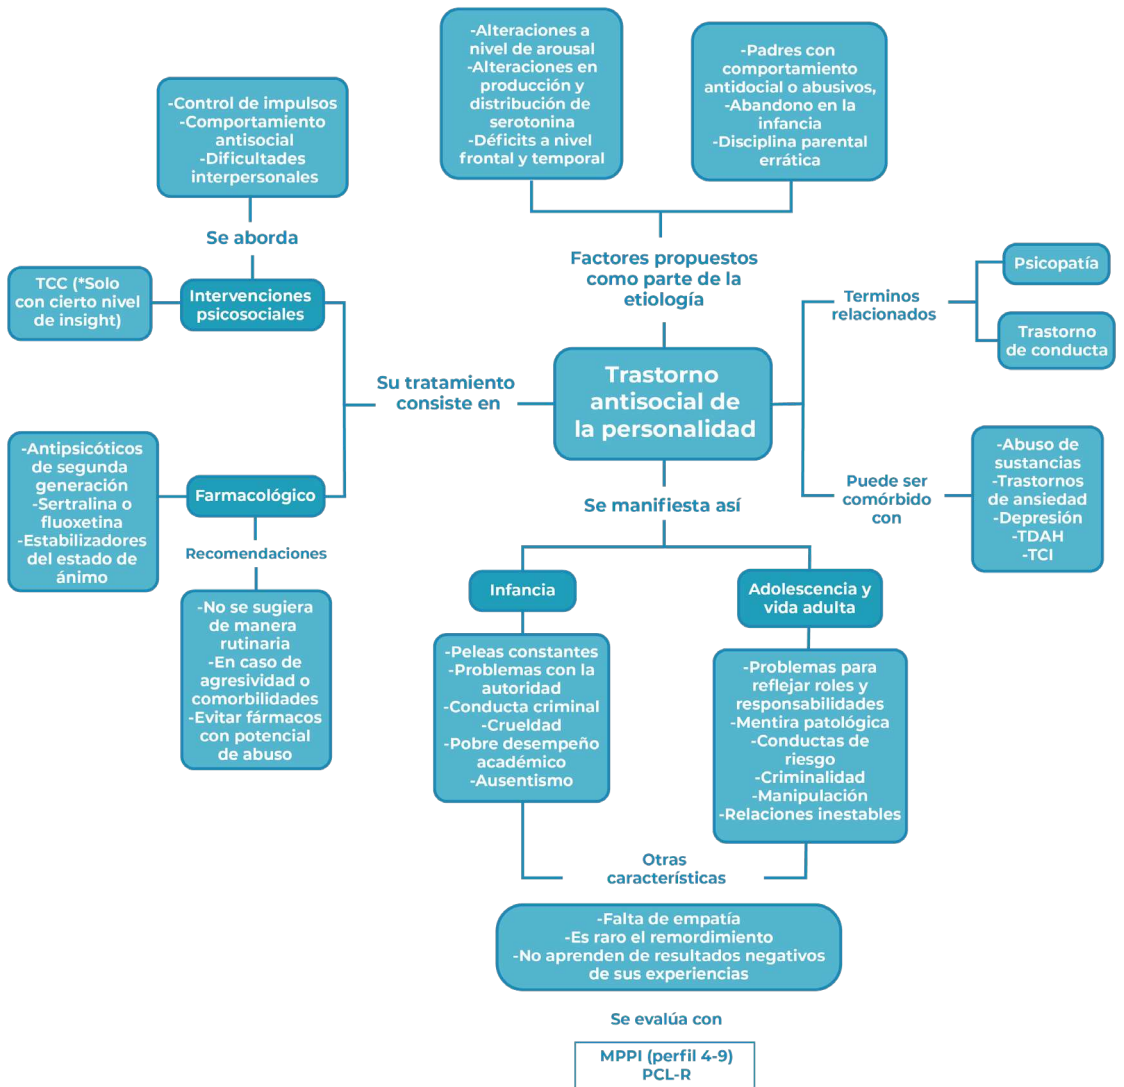 -Alteraciones a
nivel de arousal
-Alteraciones en
producción y
distribución de
serotonina
-Déficits a nivel
frontal y temporal
-Padres con
comportamiento
antidocial o abusivos,
-Abandono en la
infancia
-Disciplina parental
errática
-Control de impulsos
-Comportamiento
antisocial
-Dificultades
interpersonales
Se aborda
Factores propuestos
como parte de la
etiología
TCC (*Solo
con cierto nivel
de insight)
Intervenciones
psicosociales
Terminos
relacionados
Psicopatía
Trastorno
de conducta
Su tratamiento
consiste en
Trastorno
antisocial de
la personalidad
-Antipsicóticos
de segunda
generación
-Sertralina o
fluoxetina
-Estabilizadores
del estado de
ánimo
Farmacológico
Recomendaciones
-No se sugiera
de manera
rutinaria
-En caso de
agresividad o
comorbilidades
-Evitar fármacos
con potencial
de abuso
Puede ser
comórbido
con
-Abuso de
sustancias
-Trastornos
de ansiedad
-Depresión
-TDAH
-TCI
Se manifiesta así
Infancia
-Peleas constantes
-Problemas con la
autoridad
-Conducta criminal
-Crueldad
-Pobre desempeño
académico
-Ausentismo
Adolescencia y
vida adulta
-Problemas para
reflejar roles y
responsabilidades
-Mentira patológica
-Conductas de
riesgo
-Criminalidad
-Manipulación
-Relaciones inestables
Otras
características
-Falta de empatía
-Es raro el remordimiento
-No aprenden de resultados negativos
de sus experiencias
Se evalúa con
MPPI (perfil 4-9)
PCL-R